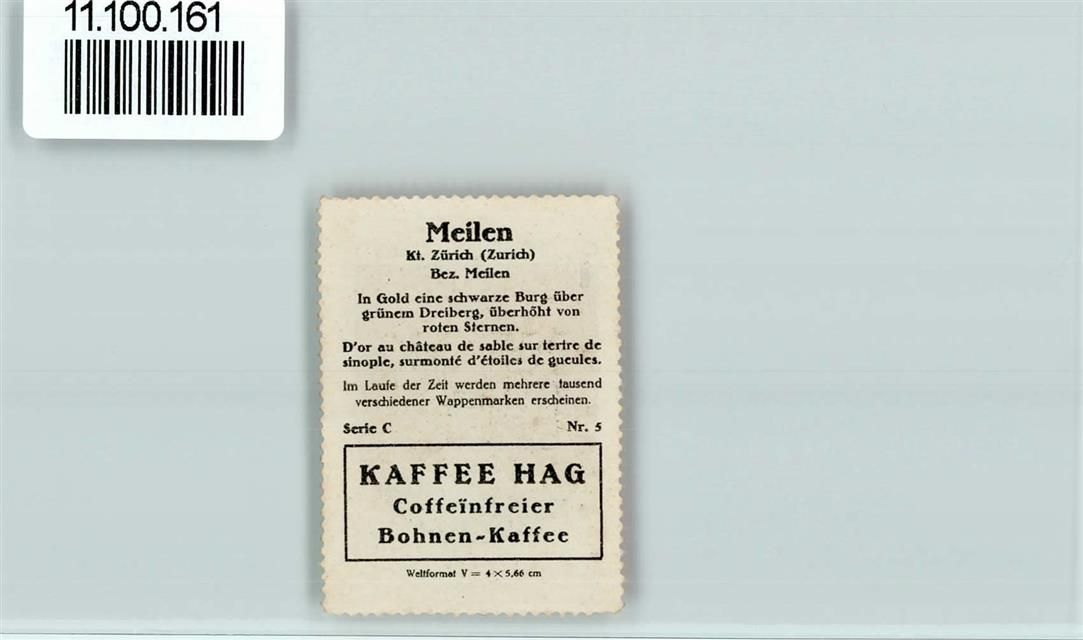 11.100.161
Meilen
Kt. Zürich (Zurich)
Bez. Meilen
In Gold eine schwarze Burg über
grünem Dreiberg, überhöht von
roten Sternen.
D'or au château de sable sur tertre de
sinople, surmonté d'étoiles de gueules.
Im Laufe der Zeit werden mehrere tausend
verschiedener Wappenmarken erscheinen.
Serie C Nr. 5
KAFFEE HAG
Coffeïnfreier
Bohnen-Kaffee
Weltformat V = 4 × 5,66 cm